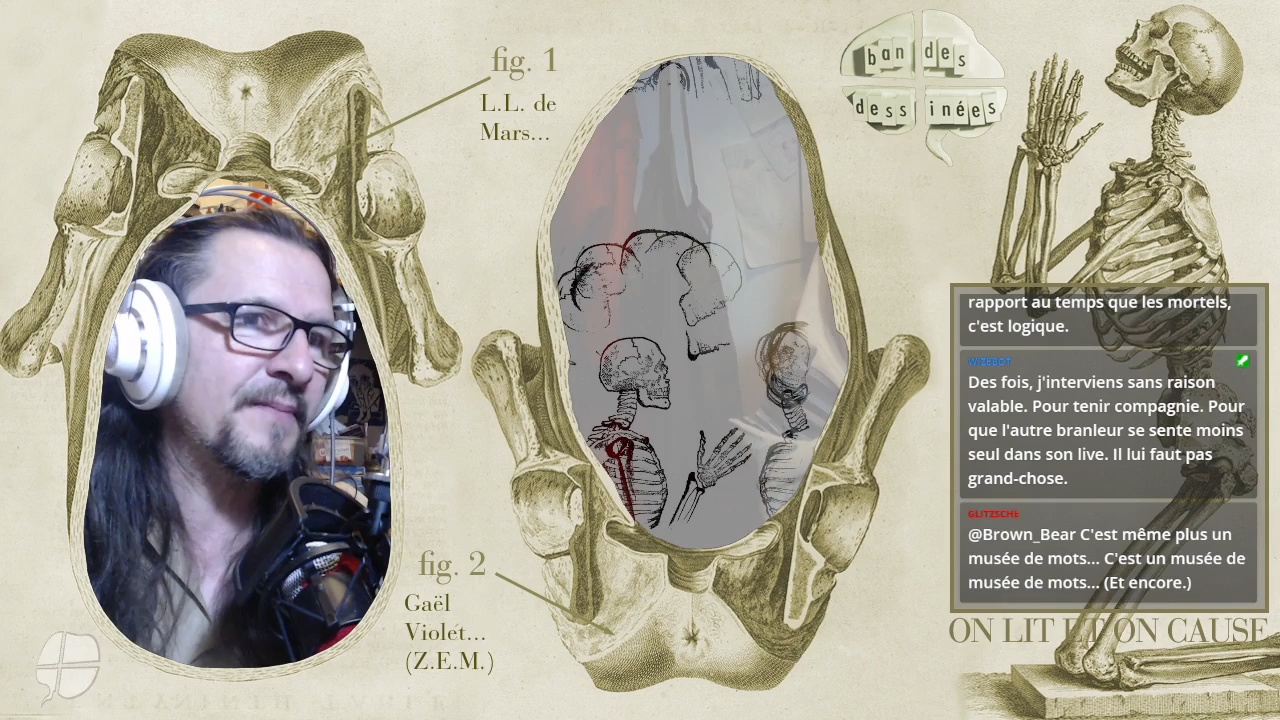 fig. 1
L.L. de
Mars...
ban des
dess inées
rapport au temps que les mortels,
c'est logique.
WIZEBOT
Des fois, j'interviens sans raison
valable. Pour tenir compagnie. Pour
que l'autre branleur se sente moins
seul dans son live. Il lui faut pas
grand-chose.
GLITZSCHE
@Brown_Bear C'est même plus un
musée de mots... C'est un musée de
musée de mots... (Et encore.)
fig. 2
Gaël
Violét...
(Z.E.M.)
ON LIT ET ON CAUSE